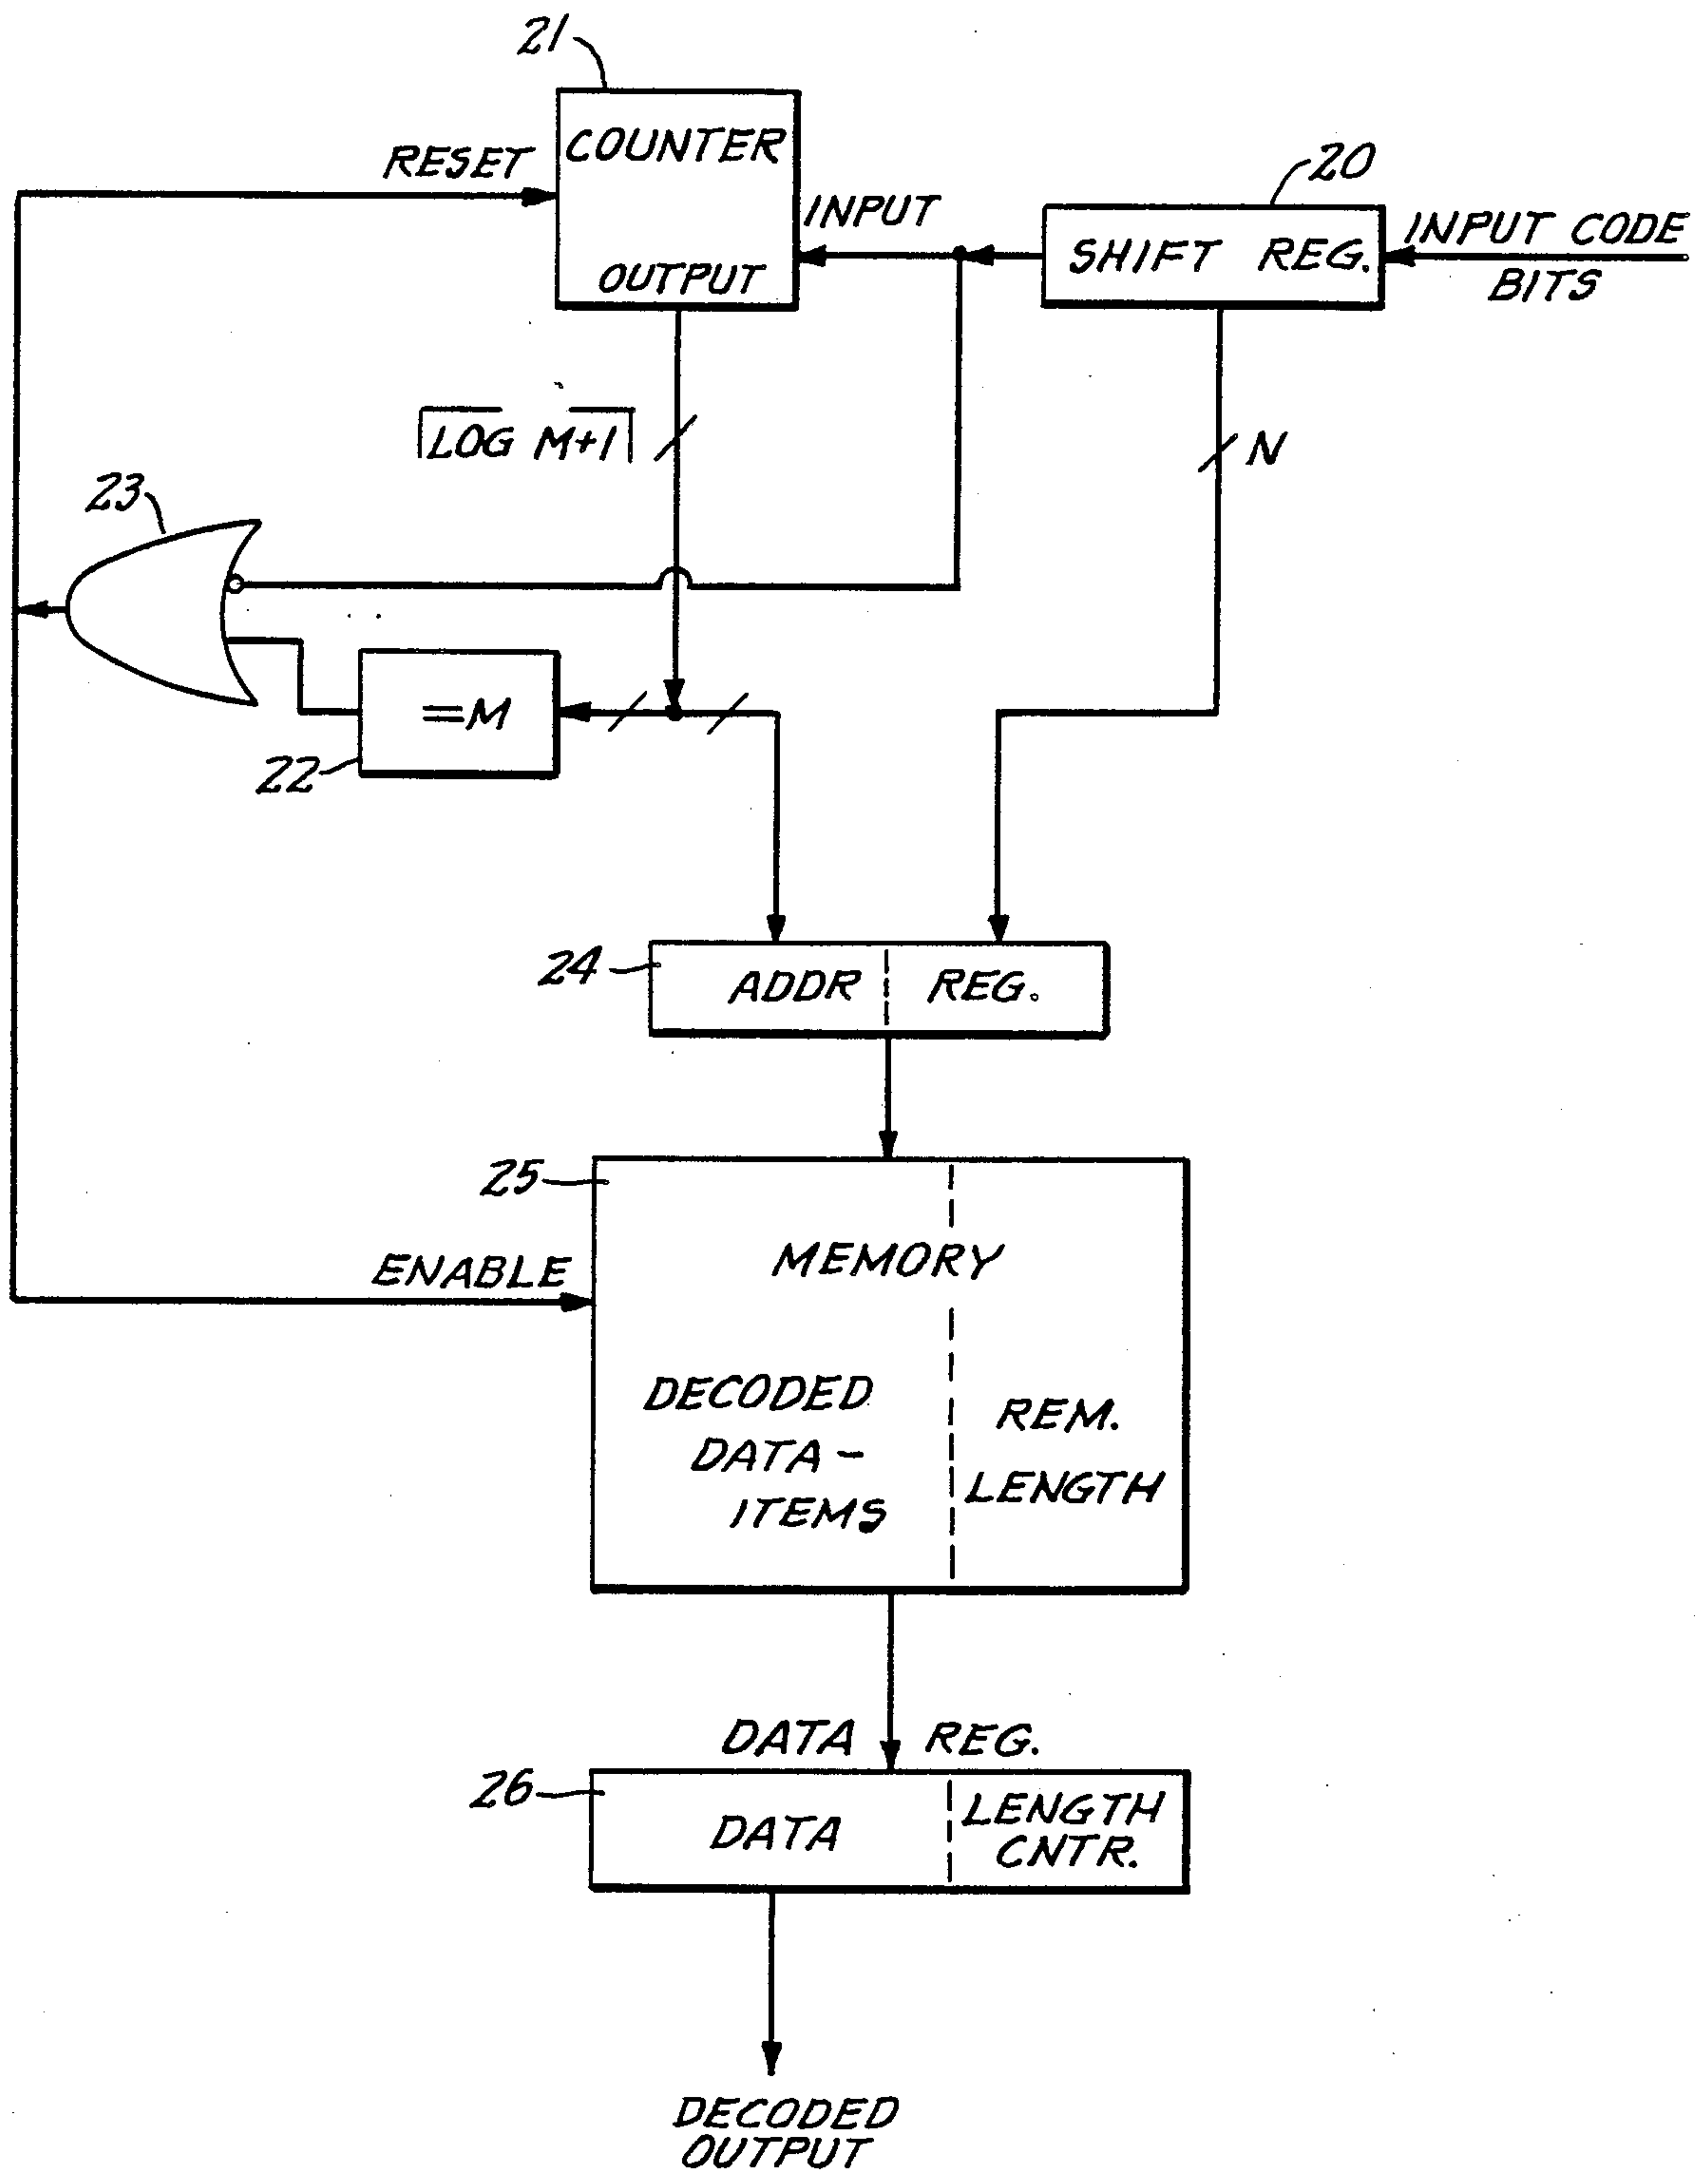 21
COUNTER
RESET
20
INPUT
INPUT CODE
BITS
SHIFT REG.
OUTPUT
⌈LOG M+1⌉
N
23
=M
22
24
ADDR REG.
25
MEMORY
ENABLE
DECODED
DATA-
ITEMS
REM.
LENGTH
DATA REG.
26
DATA
LENGTH
CNTR.
DECODED
OUTPUT